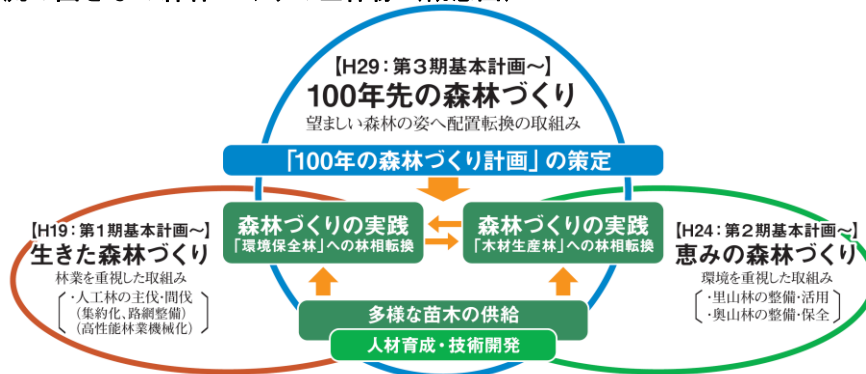 【H29：第3期基本計画～】
100年先の森林づくり
望ましい森林の姿へ配置転換の取組み
「100年の森林づくり計画」の策定
【H19：第1期基本計画～】
生きた森林づくり
林業を重視した取組み
・人工林の主伐・間伐
（集約化、路網整備）
（高性能林業機械化）
森林づくりの実践
「環境保全林」への林相転換
森林づくりの実践
「木材生産林」への林相転換
【H24：第2期基本計画～】
恵みの森林づくり
環境を重視した取組み
・里山林の整備・活用
・奥山林の整備・保全
多様な苗木の供給
人材育成・技術開発